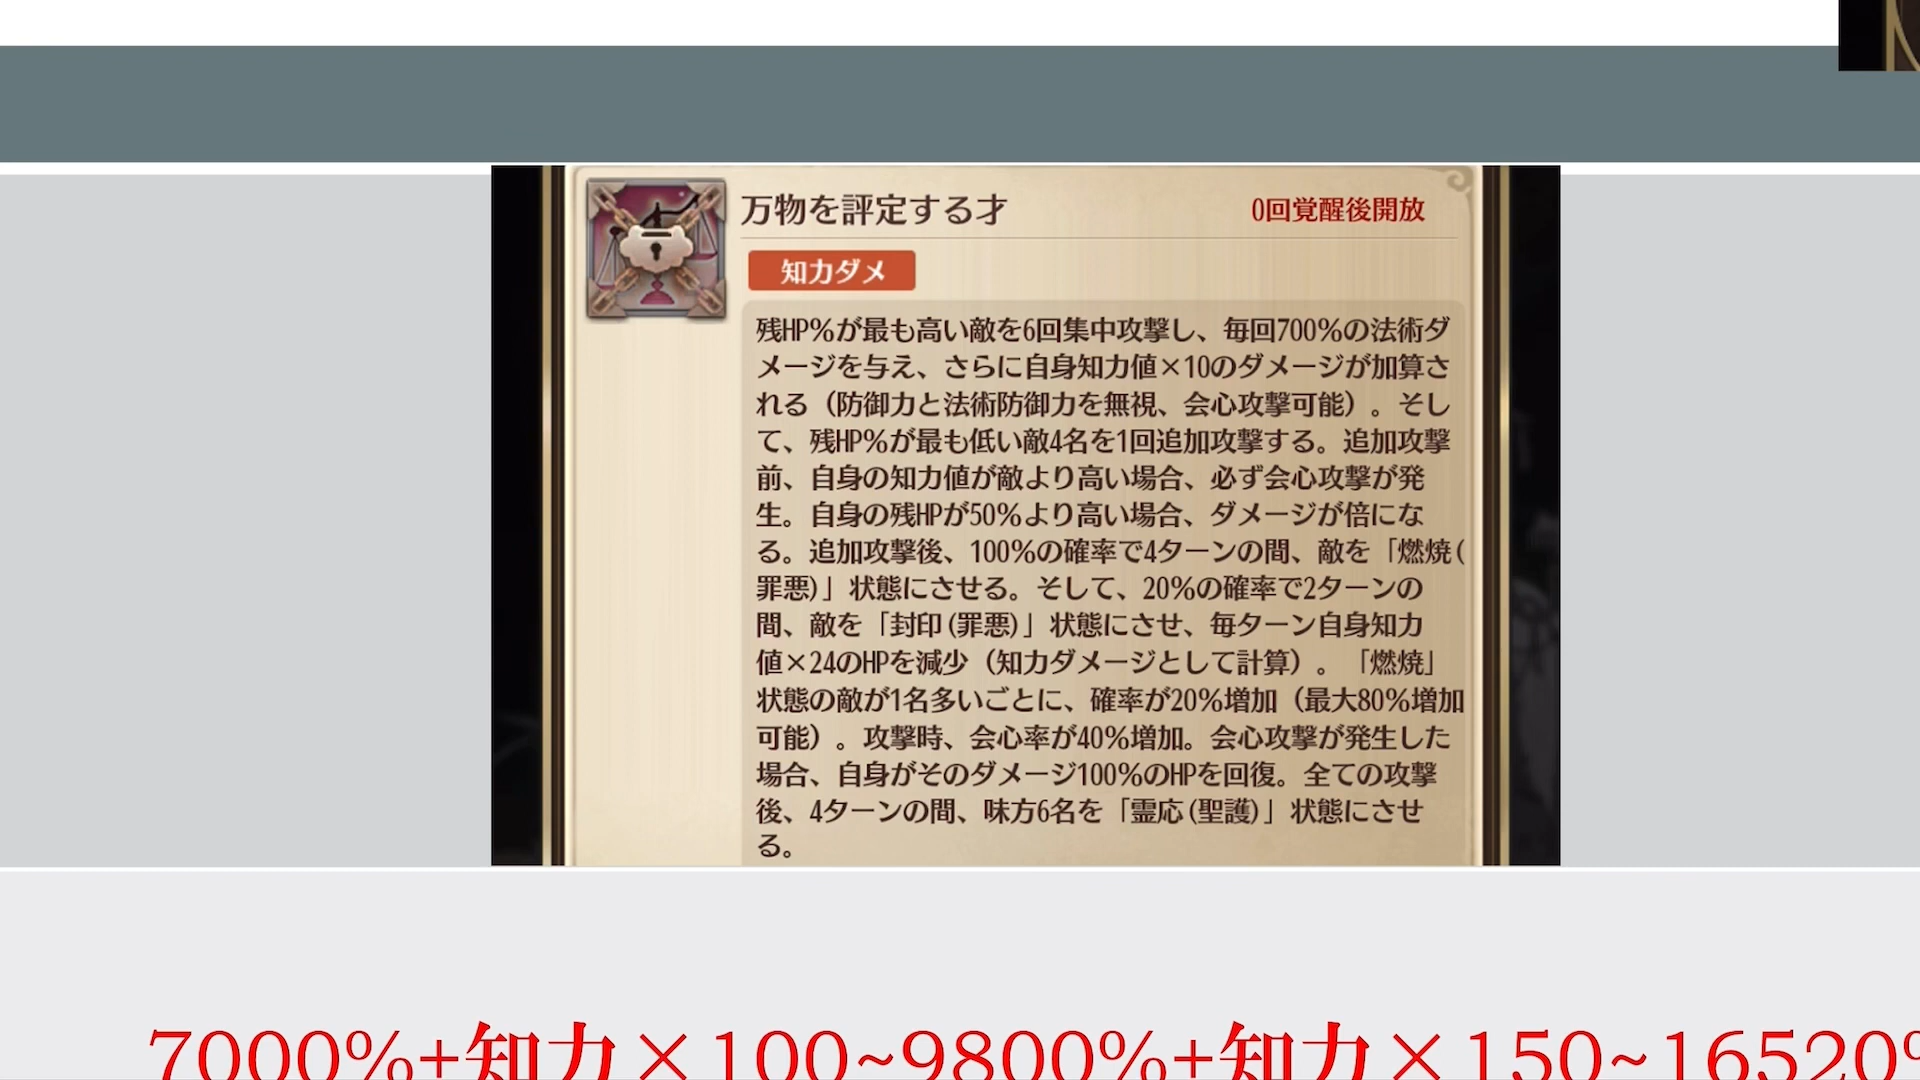 万物を評定する才
0回覚醒後開放
知力ダメ
残HP%が最も高い敵を6回集中攻撃し、毎回700%の法術ダ
メージを与え、さらに自身知力値×10のダメージが加算さ
れる（防御力と法術防御力を無視、会心攻撃可能）。そし
て、残HP%が最も低い敵4名を1回追加攻撃する。追加攻撃
前、自身の知力値が敵より高い場合、必ず会心攻撃が発
生。自身の残HPが50%より高い場合、ダメージが倍にな
る。追加攻撃後、100%の確率で4ターンの間、敵を「燃焼(
罪悪)」状態にさせる。そして、20%の確率で2ターンの
間、敵を「封印(罪悪)」状態にさせ、毎ターン自身知力
値×24のHPを減少（知力ダメージとして計算）。「燃焼」
状態の敵が1名多いごとに、確率が20%増加（最大80%増加
可能）。攻撃時、会心率が40%増加。会心攻撃が発生した
場合、自身がそのダメージ100%のHPを回復。全ての攻撃
後、4ターンの間、味方6名を「霊応(聖護)」状態にさせ
る。
7000%+知力×100~9800%+知力×150~16520%